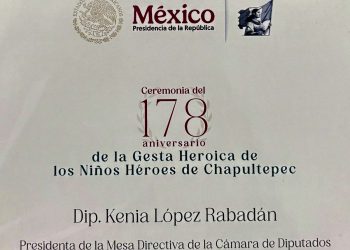 México
Presidencia de la República
Ceremonia del
178
aniversario
de la Gesta Heroica de
los Niños Héroes de Chapultepec
Dip. Kenia López Rabadán
Presidenta de la Mesa Directiva de la Cámara de Diputados